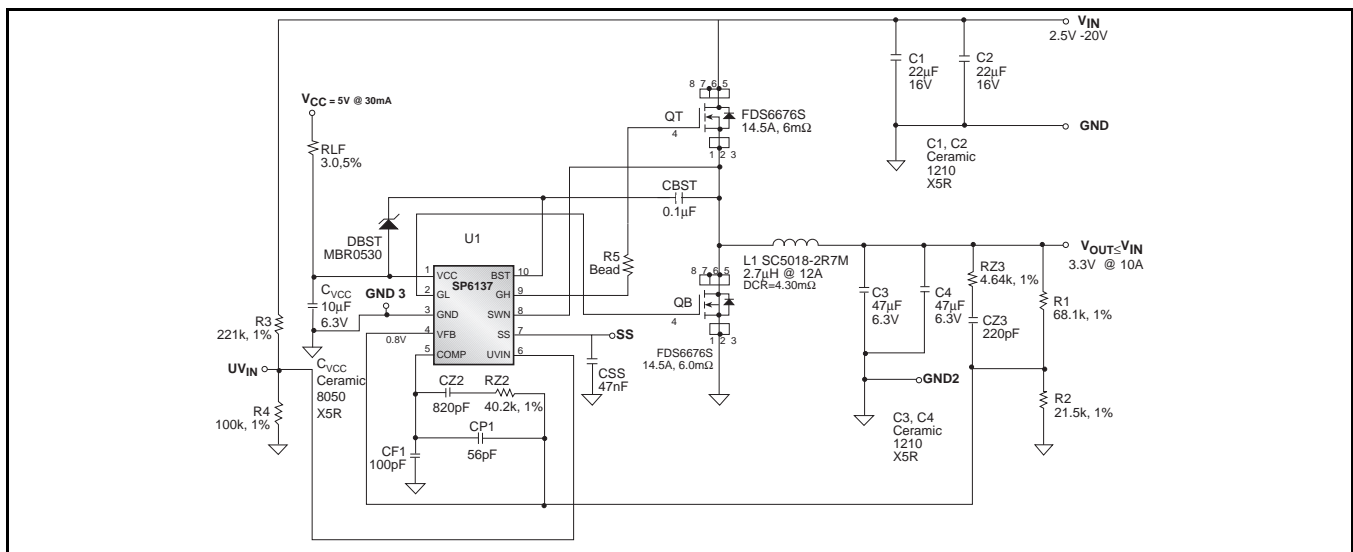 VIN
2.5V -20V
C1
22μF
16V
C2
22μF
16V
GND
C1, C2
Ceramic
1210
X5R
8 7 6 5
QT
4
FDS6676S
14.5A, 6mΩ
1 2 3
VCC = 5V @ 30mA
RLF
3.0,5%
CBST
0.1μF
DBST
MBR0530
U1
R5
Bead
L1 SC5018-2R7M
2.7μH @ 12A
DCR=4.30mΩ
VOUT≤VIN
3.3V @ 10A
1 VCC
2 GL
3 GND
4 VFB
5 COMP
SP6137
BST 10
GH 9
SWN 8
SS 7
UVIN 6
CVCC
10μF
6.3V
GND 3
0.8V
R3
221k, 1%
UVIN
R4
100k, 1%
CVCC
Ceramic
8050
X5R
SS
CSS
47nF
CZ2
820pF
RZ2
40.2k, 1%
CP1
56pF
CF1
100pF
8 7 6 5
QB
4
1 2 3
FDS6676S
14.5A, 6.0mΩ
C3
47μF
6.3V
C4
47μF
6.3V
RZ3
4.64k, 1%
CZ3
220pF
R1
68.1k, 1%
GND2
R2
21.5k, 1%
C3, C4
Ceramic
1210
X5R